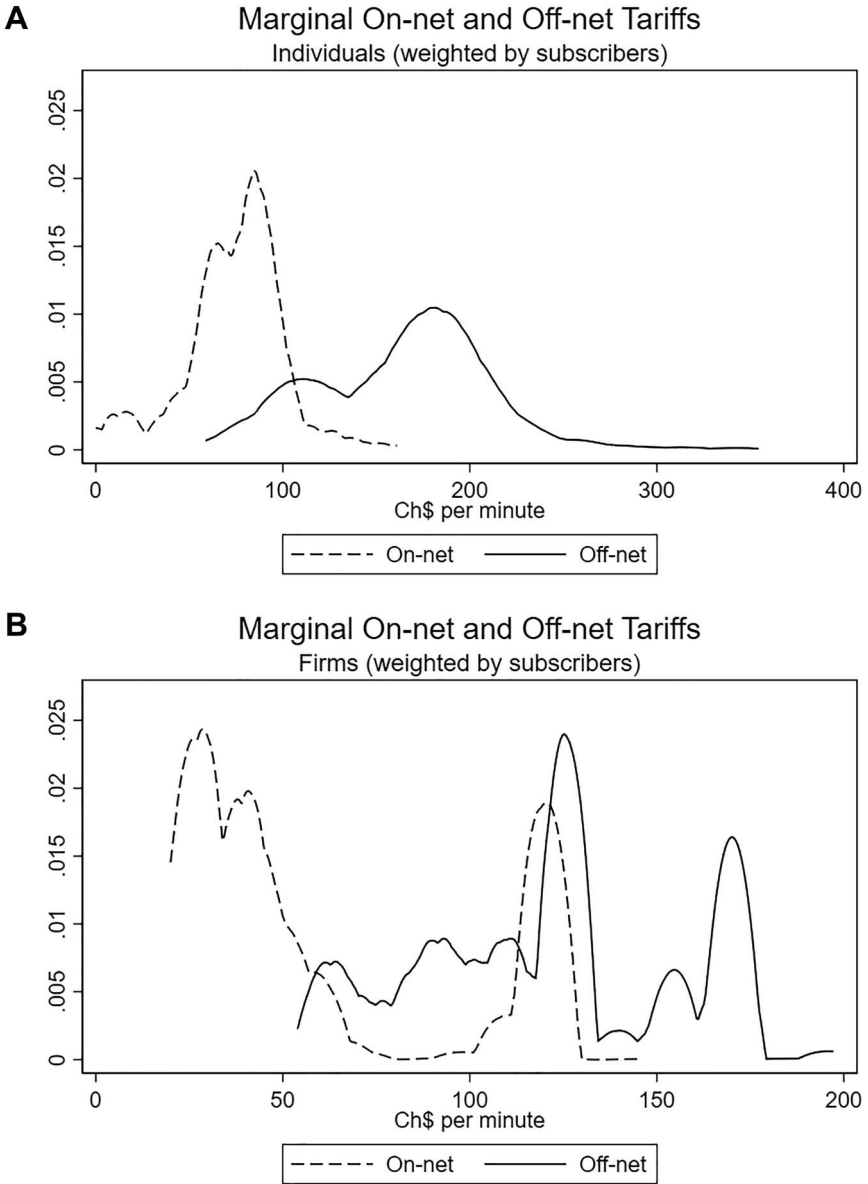 A
Marginal On-net and Off-net Tariffs
Individuals (weighted by subscribers)
.025
.02
.015
.01
.005
0
0 100 200 300 400
Ch$ per minute
On-net Off-net
B
Marginal On-net and Off-net Tariffs
Firms (weighted by subscribers)
.025
.02
.015
.01
.005
0
0 50 100 150 200
Ch$ per minute
On-net Off-net